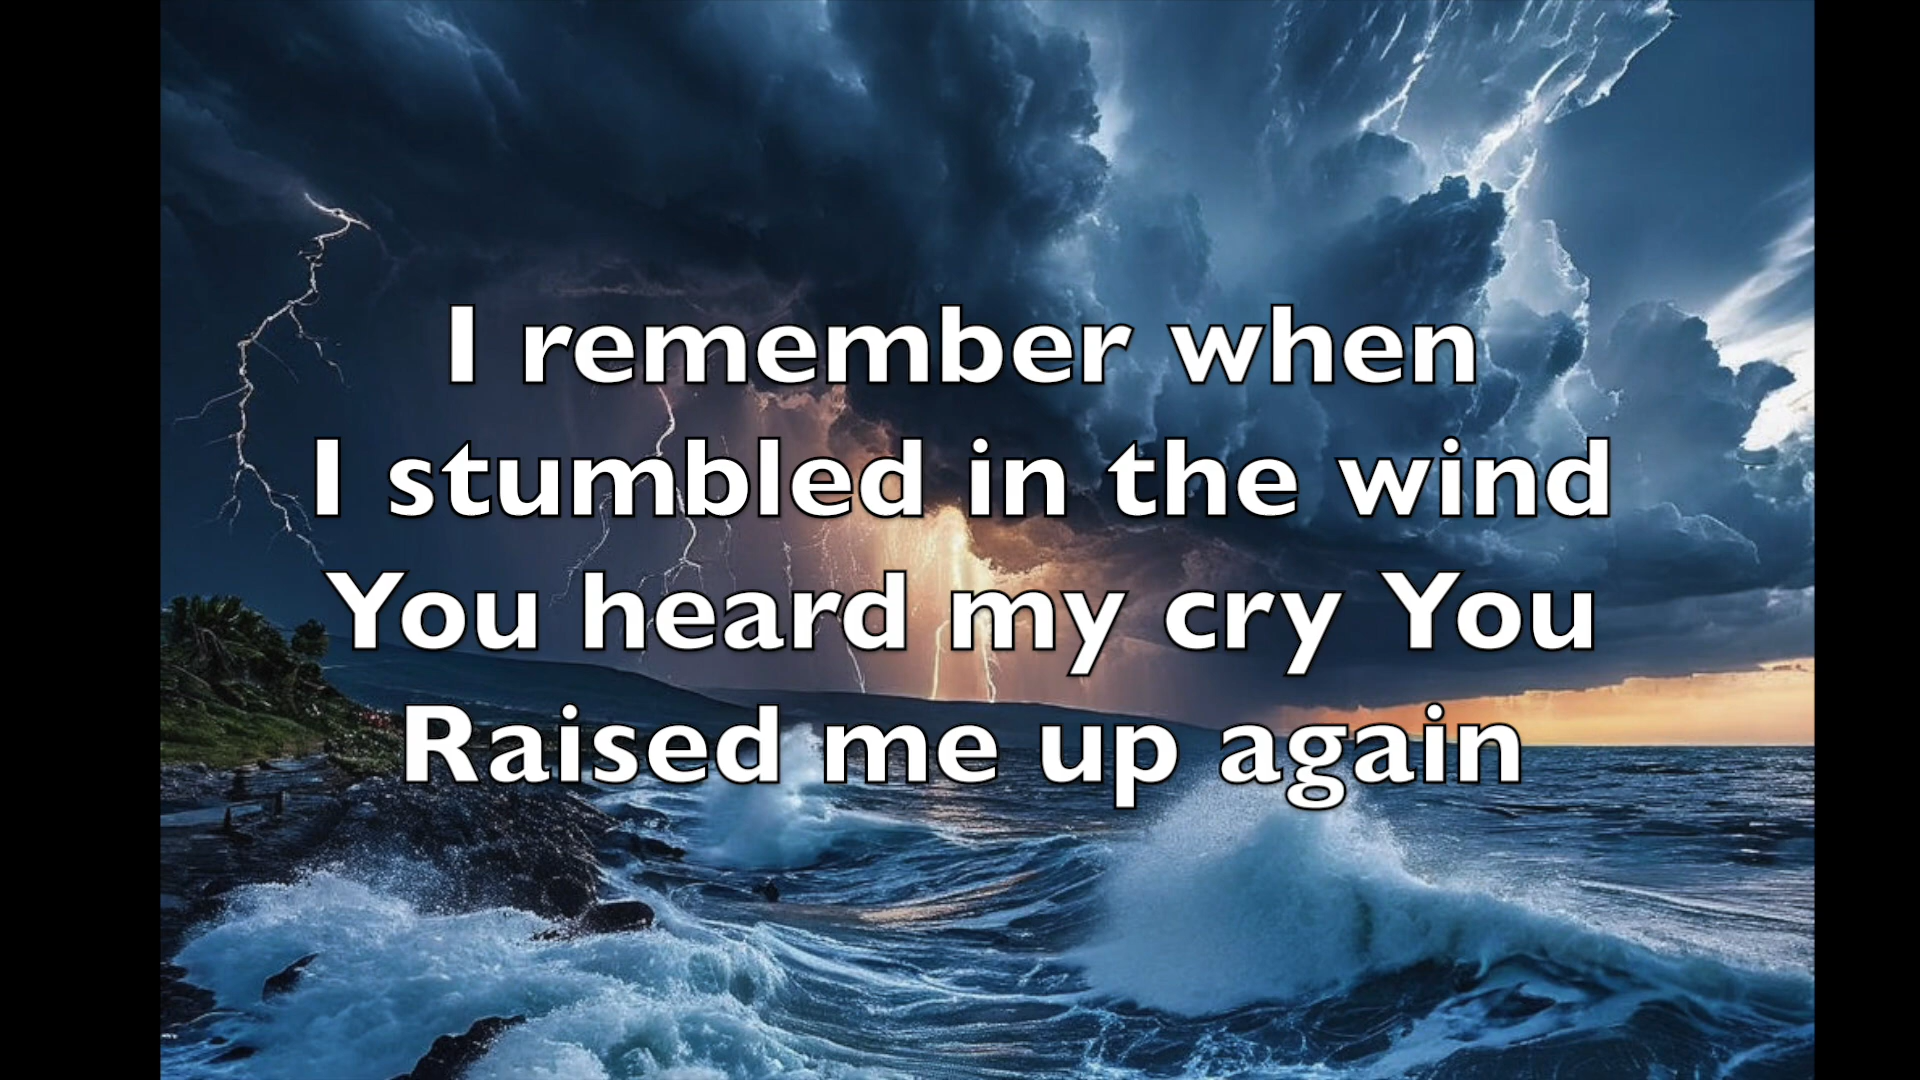 I remember when
I stumbled in the wind
You heard my cry You
Raised me up again